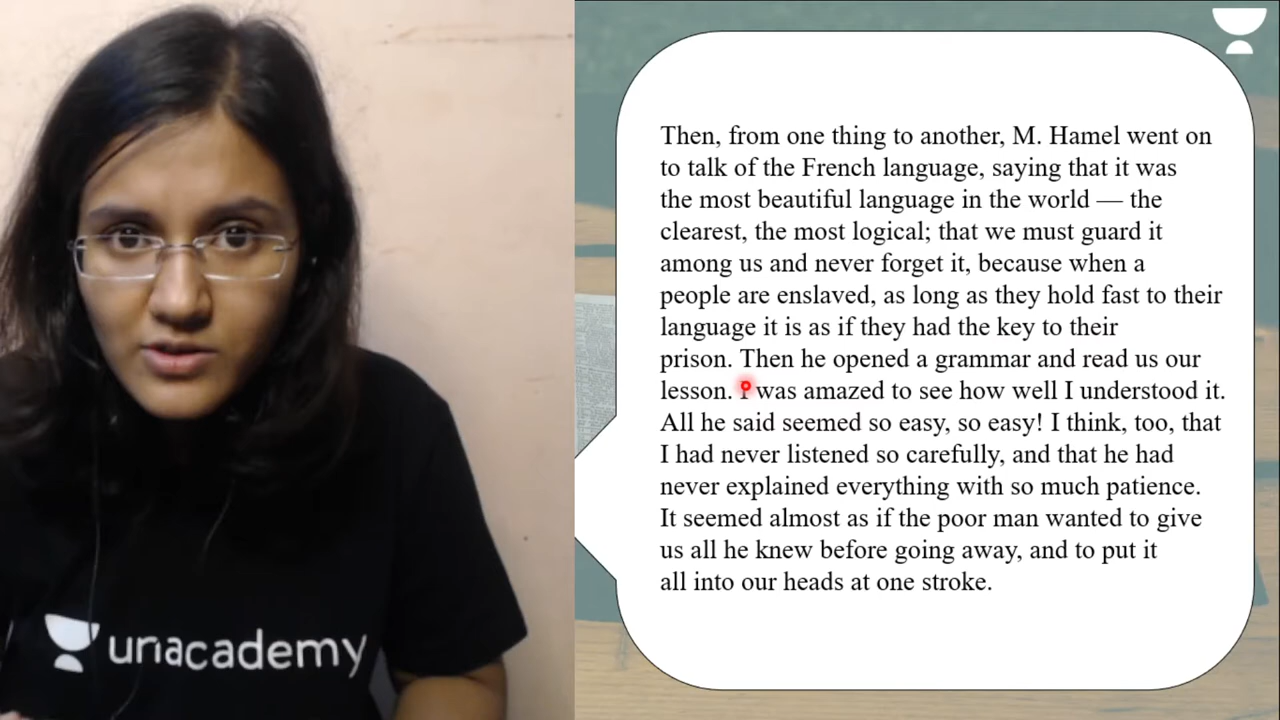 Then, from one thing to another, M. Hamel went on
to talk of the French language, saying that it was
the most beautiful language in the world — the
clearest, the most logical; that we must guard it
among us and never forget it, because when a
people are enslaved, as long as they hold fast to their
language it is as if they had the key to their
prison. Then he opened a grammar and read us our
lesson. I was amazed to see how well I understood it.
All he said seemed so easy, so easy! I think, too, that
I had never listened so carefully, and that he had
never explained everything with so much patience.
It seemed almost as if the poor man wanted to give
us all he knew before going away, and to put it
all into our heads at one stroke.
unacademy